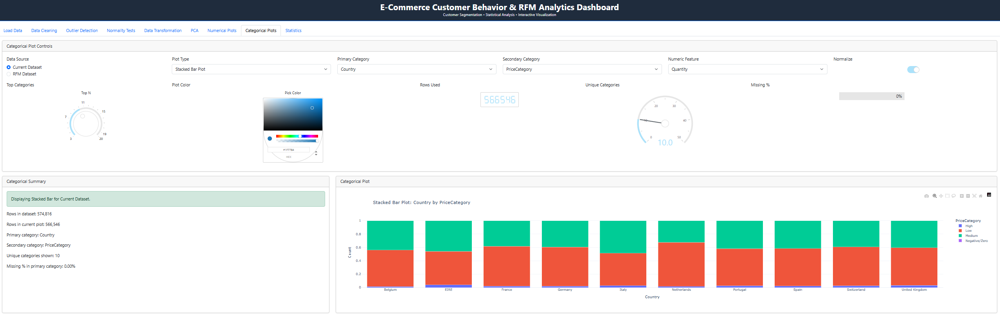 E-Commerce Customer Behavior & RFM Analytics Dashboard
Customer Segmentation • Statistical Analysis • Interactive Visualization
Load Data Data Cleaning Outlier Detection Normality Tests Data Transformation PCA Numerical Plots Categorical Plots Statistics
Categorical Plot Controls
Data Source Plot Type Primary Category Secondary Category Numeric Feature Normalize
Current Dataset
RFM Dataset
Stacked Bar Plot Country PriceCategory Quantity
Top Categories Plot Color Rows Used Unique Categories Missing %
Top N
3
7
11
15
19
20
Pick Color
#1F77B4
HEX
566546
0
10
20
30
40
50
10.0
0%
Categorical Summary
Displaying Stacked Bar for Current Dataset.
Rows in dataset: 574,816
Rows in current plot: 566,546
Primary category: Country
Secondary category: PriceCategory
Unique categories shown: 10
Missing % in primary category: 0.00%
Categorical Plot
Stacked Bar Plot: Country by PriceCategory
1
0.8
0.6
0.4
0.2
0
Count
Belgium EIRE France Germany Italy Netherlands Portugal Spain Switzerland United Kingdom
Country
PriceCategory
High
Low
Medium
Negative/Zero